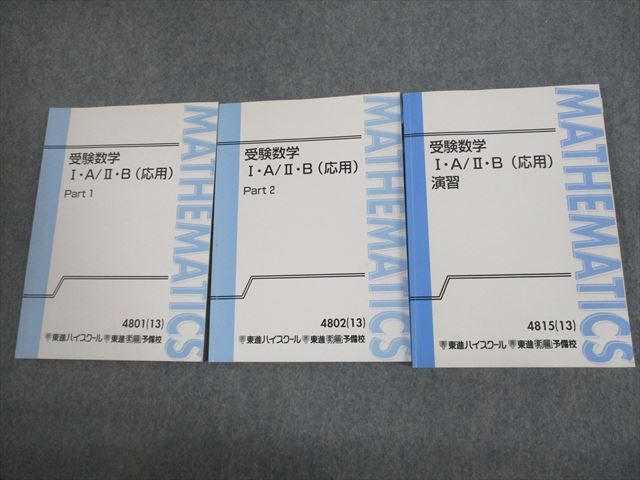 受験数学
I・A/II・B（応用）
Part 1
MATHEMATICS
4801(13)
東進ハイスクール 東進衛星予備校
受験数学
I・A/II・B（応用）
Part 2
MATHEMATICS
4802(13)
東進ハイスクール 東進衛星予備校
受験数学
I・A/II・B（応用）
演習
MATHEMATICS
4815(13)
東進ハイスクール 東進衛星予備校